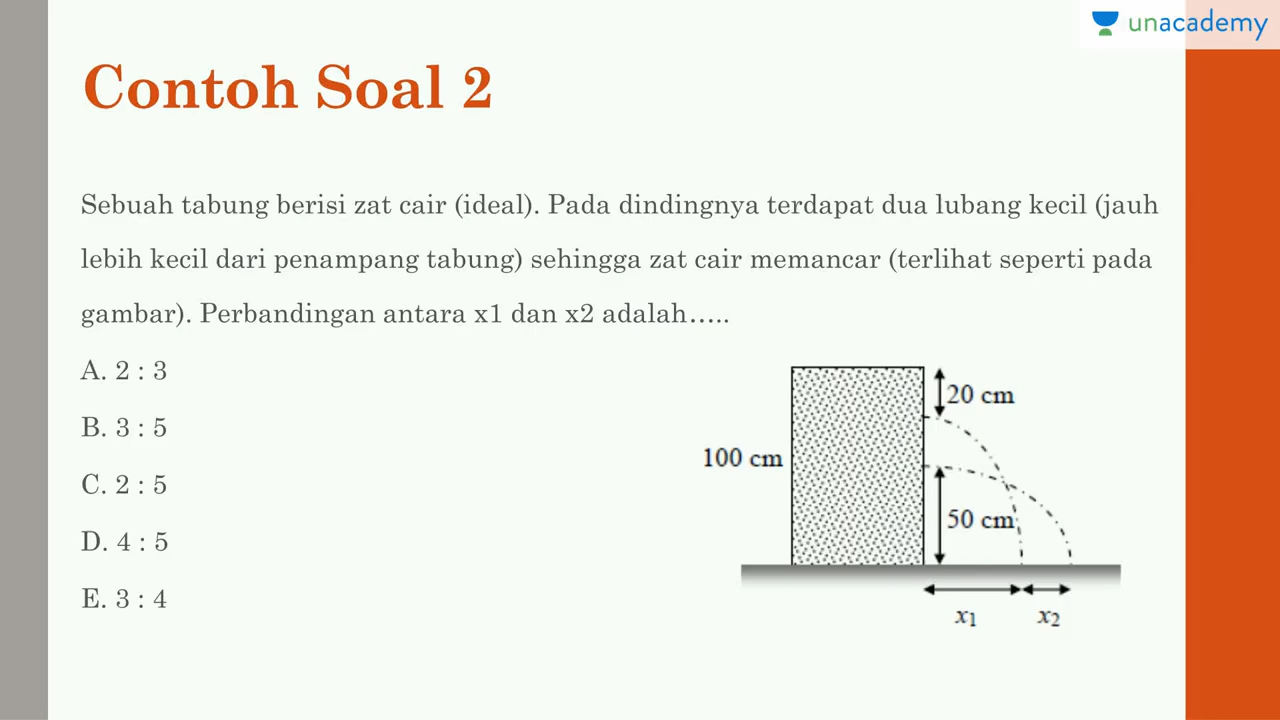 unacademy
Contoh Soal 2
Sebuah tabung berisi zat cair (ideal). Pada dindingnya terdapat dua lubang kecil (jauh
lebih kecil dari penampang tabung) sehingga zat cair memancar (terlihat seperti pada
gambar). Perbandingan antara x1 dan x2 adalah…..
A. 2 : 3
B. 3 : 5
C. 2 : 5
D. 4 : 5
E. 3 : 4
20 cm
100 cm
50 cm
x1
x2